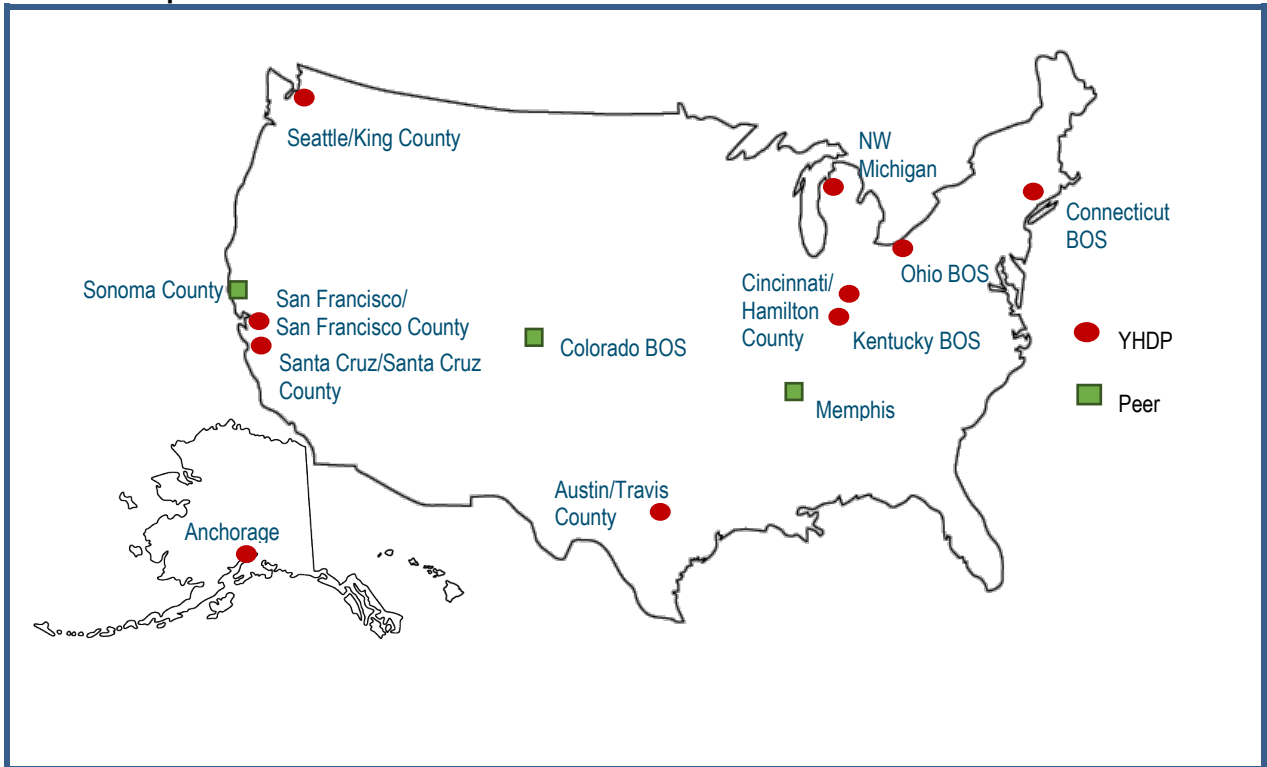 Seattle/King County
NW
Michigan
Connecticut
BOS
Ohio BOS
Sonoma County
San Francisco/
San Francisco County
Cincinnati/
Hamilton
County
Kentucky BOS
YHDP
Colorado BOS
Santa Cruz/Santa Cruz
County
Memphis
Peer
Austin/Travis
County
Anchorage